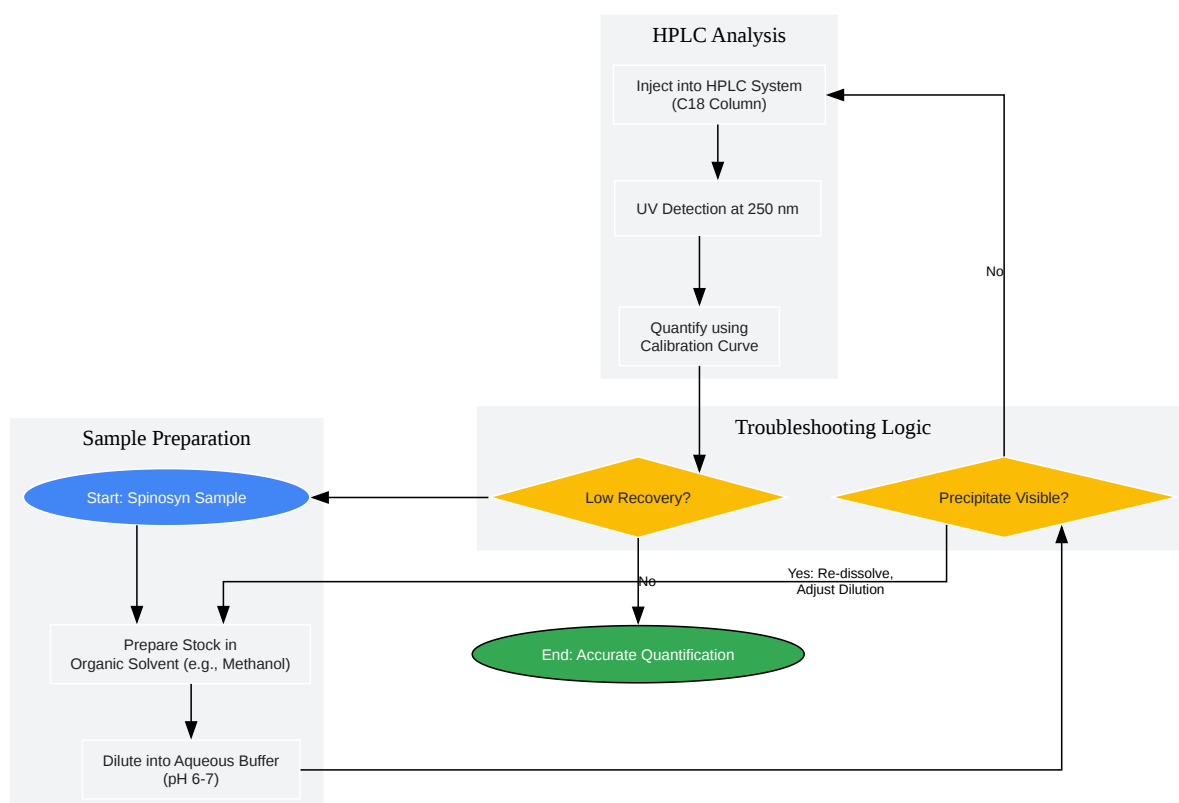 HPLC Analysis
Inject into HPLC System
(C18 Column)
UV Detection at 250 nm
No
Quantify using
Calibration Curve
Sample Preparation
Troubleshooting Logic
Start: Spinosyn Sample
Low Recovery?
Precipitate Visible?
No
Yes: Re-dissolve,
Adjust Dilution
Prepare Stock in
Organic Solvent (e.g., Methanol)
End: Accurate Quantification
Dilute into Aqueous Buffer
(pH 6-7)